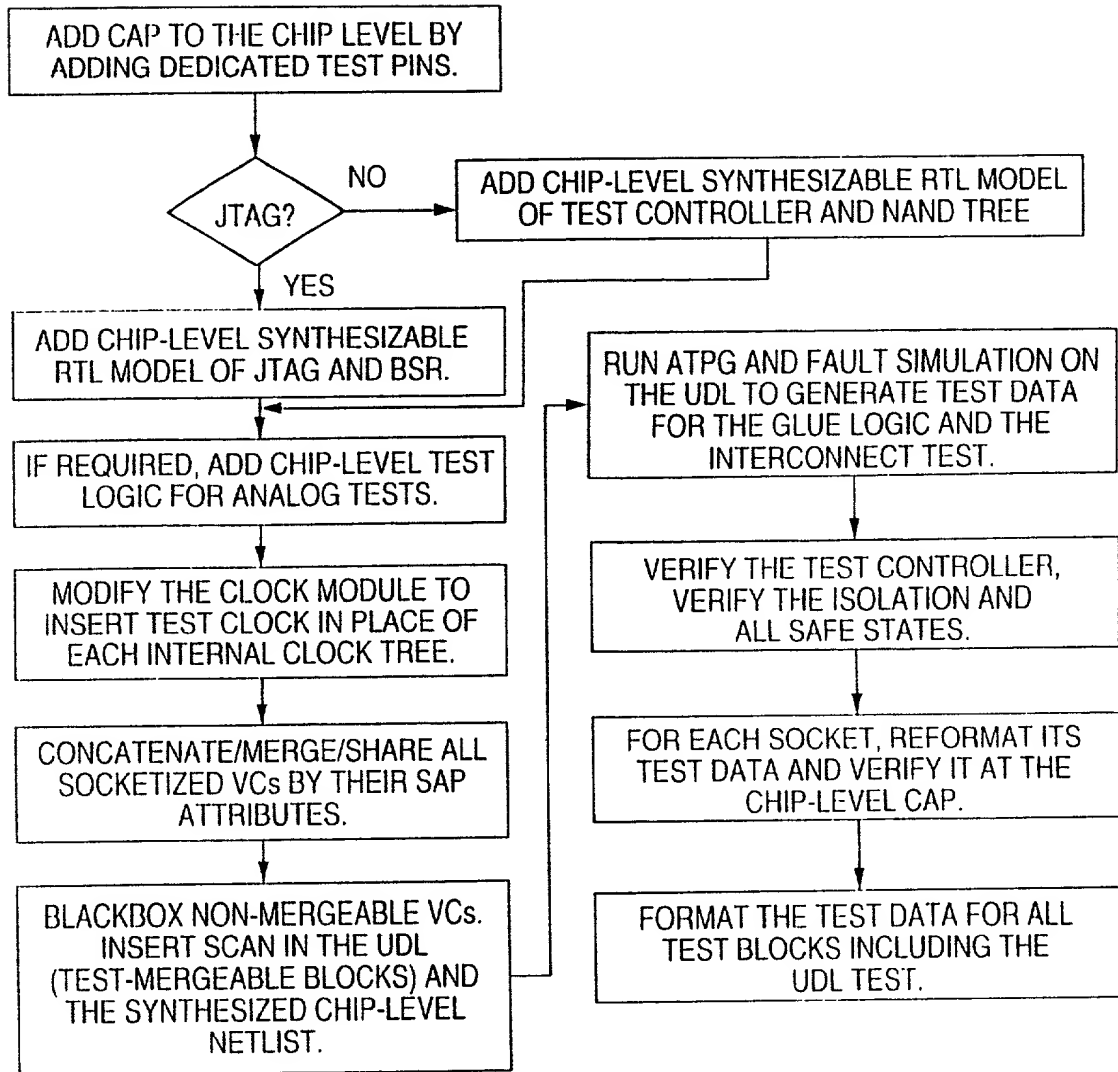 ADD CAP TO THE CHIP LEVEL BY
ADDING DEDICATED TEST PINS.
JTAG?
NO
YES
ADD CHIP-LEVEL SYNTHESIZABLE RTL MODEL
OF TEST CONTROLLER AND NAND TREE
ADD CHIP-LEVEL SYNTHESIZABLE
RTL MODEL OF JTAG AND BSR.
IF REQUIRED, ADD CHIP-LEVEL TEST
LOGIC FOR ANALOG TESTS.
MODIFY THE CLOCK MODULE TO
INSERT TEST CLOCK IN PLACE OF
EACH INTERNAL CLOCK TREE.
CONCATENATE/MERGE/SHARE ALL
SOCKETIZED VCs BY THEIR SAP
ATTRIBUTES.
BLACKBOX NON-MERGEABLE VCs.
INSERT SCAN IN THE UDL
(TEST-MERGEABLE BLOCKS) AND
THE SYNTHESIZED CHIP-LEVEL
NETLIST.
RUN ATPG AND FAULT SIMULATION ON
THE UDL TO GENERATE TEST DATA
FOR THE GLUE LOGIC AND THE
INTERCONNECT TEST.
VERIFY THE TEST CONTROLLER,
VERIFY THE ISOLATION AND
ALL SAFE STATES.
FOR EACH SOCKET, REFORMAT ITS
TEST DATA AND VERIFY IT AT THE
CHIP-LEVEL CAP.
FORMAT THE TEST DATA FOR ALL
TEST BLOCKS INCLUDING THE
UDL TEST.